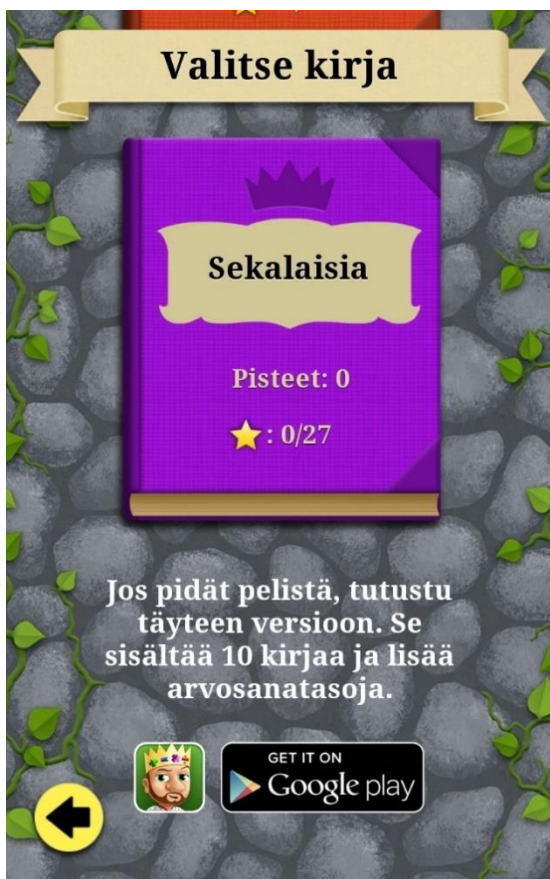 Valitse kirja
Sekalaisia
Pisteet: 0
: 0/27
Jos pidät pelistä, tutustu
täyteen versioon. Se
sisältää 10 kirjaa ja lisää
arvosanatasoja.
GET IT ON
Google play